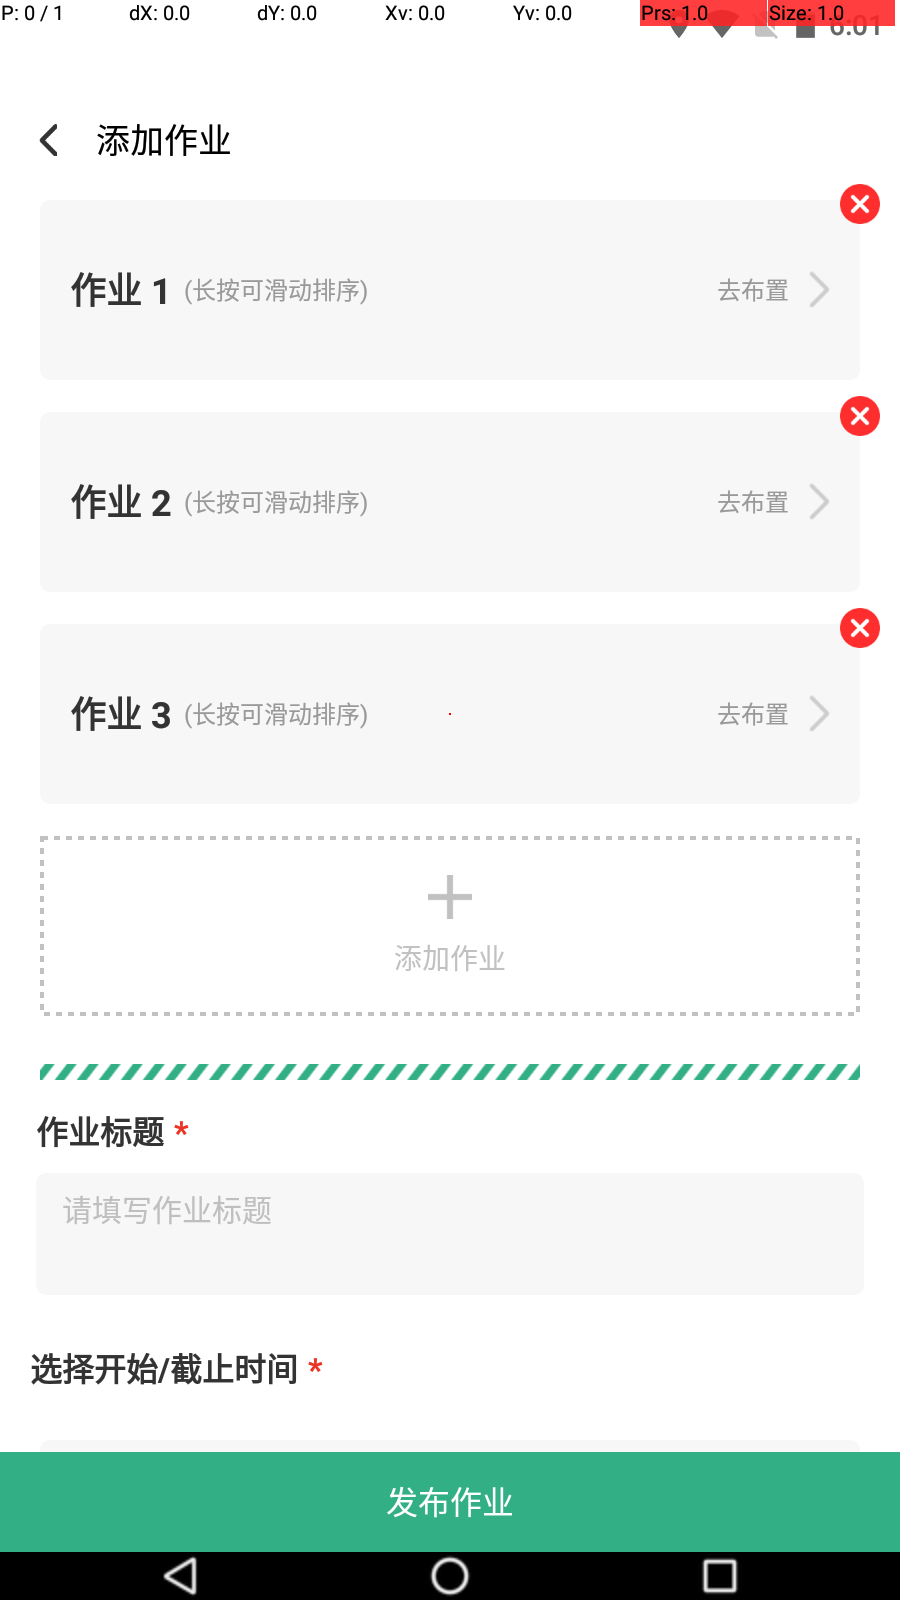 P: 0 / 1 dX: 0.0 dY: 0.0 Xv: 0.0 Yv: 0.0 Prs: 1.0 Size: 1.0
6:01
添加作业
作业 1 (长按可滑动排序) 去布置
作业 2 (长按可滑动排序) 去布置
作业 3 (长按可滑动排序) 去布置
添加作业
作业标题 *
请填写作业标题
选择开始/截止时间 *
发布作业